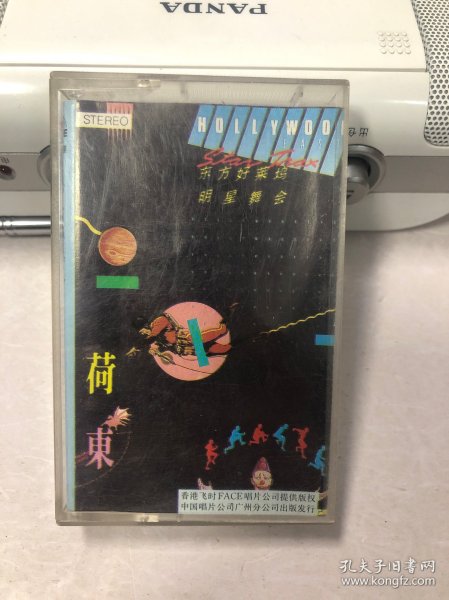 PANDA
STEREO
HOLLYWOO
EAST
Star Trax
东方好莱坞
明星舞会
荷東
香港飞时FACE唱片公司提供版权
中国唱片公司广州分公司出版发行
孔夫子旧书网
www.kongfz.com